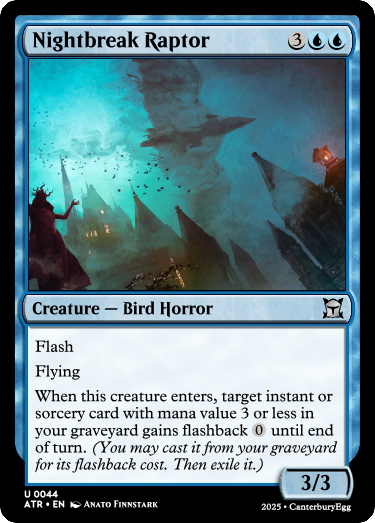 Nightbreak Raptor 3
Creature — Bird Horror
Flash
Flying
When this creature enters, target instant or
sorcery card with mana value 3 or less in
your graveyard gains flashback 0 until end
of turn. (You may cast it from your graveyard
for its flashback cost. Then exile it.)
3/3
U 0044
ATR • EN Anato Finnstark
2025 • CanterburyEgg